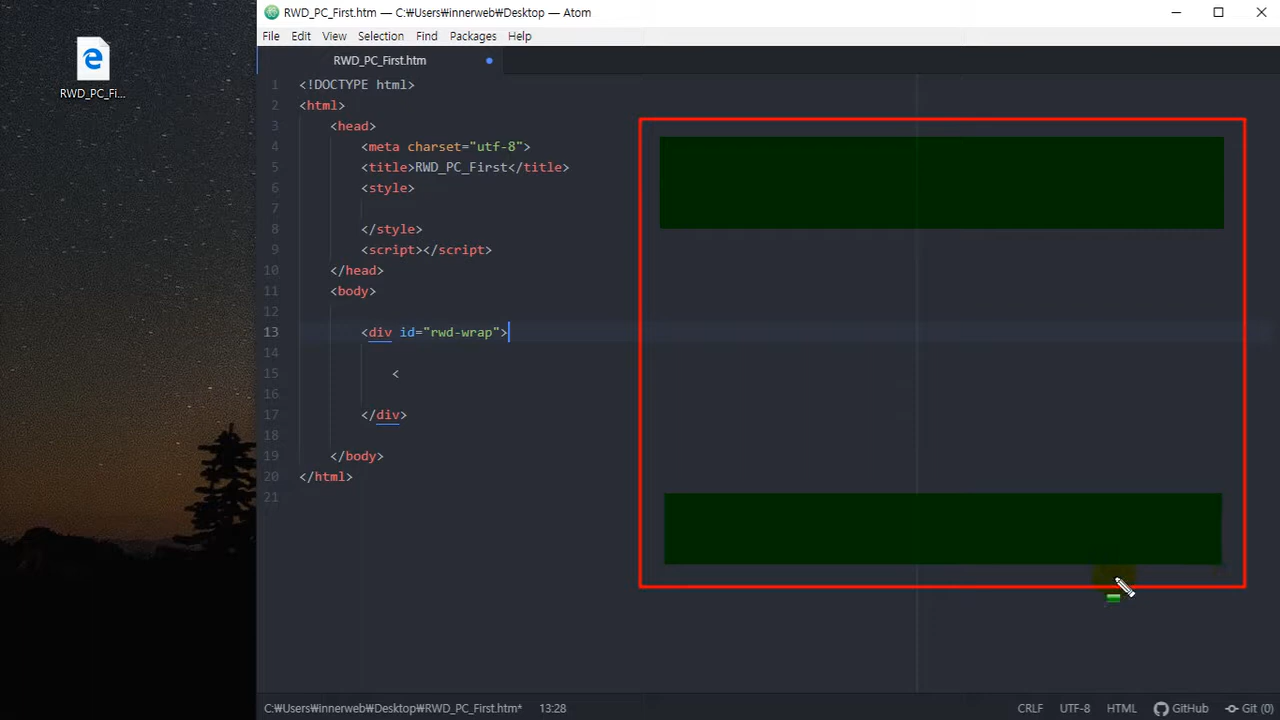 RWD_PC_First.htm — C:₩Users₩innerweb₩Desktop — Atom
File Edit View Selection Find Packages Help
RWD_PC_Fi...
RWD_PC_First.htm
1 <!DOCTYPE html>
2 <html>
3 <head>
4 <meta charset="utf-8">
5 <title>RWD_PC_First</title>
6 <style>
7
8 </style>
9 <script></script>
10 </head>
11 <body>
12
13 <div id="rwd-wrap">
14
15 <
16
17 </div>
18
19 </body>
20 </html>
21
C:₩Users₩innerweb₩Desktop₩RWD_PC_First.htm* 13:28 CRLF UTF-8 HTML GitHub Git (0)